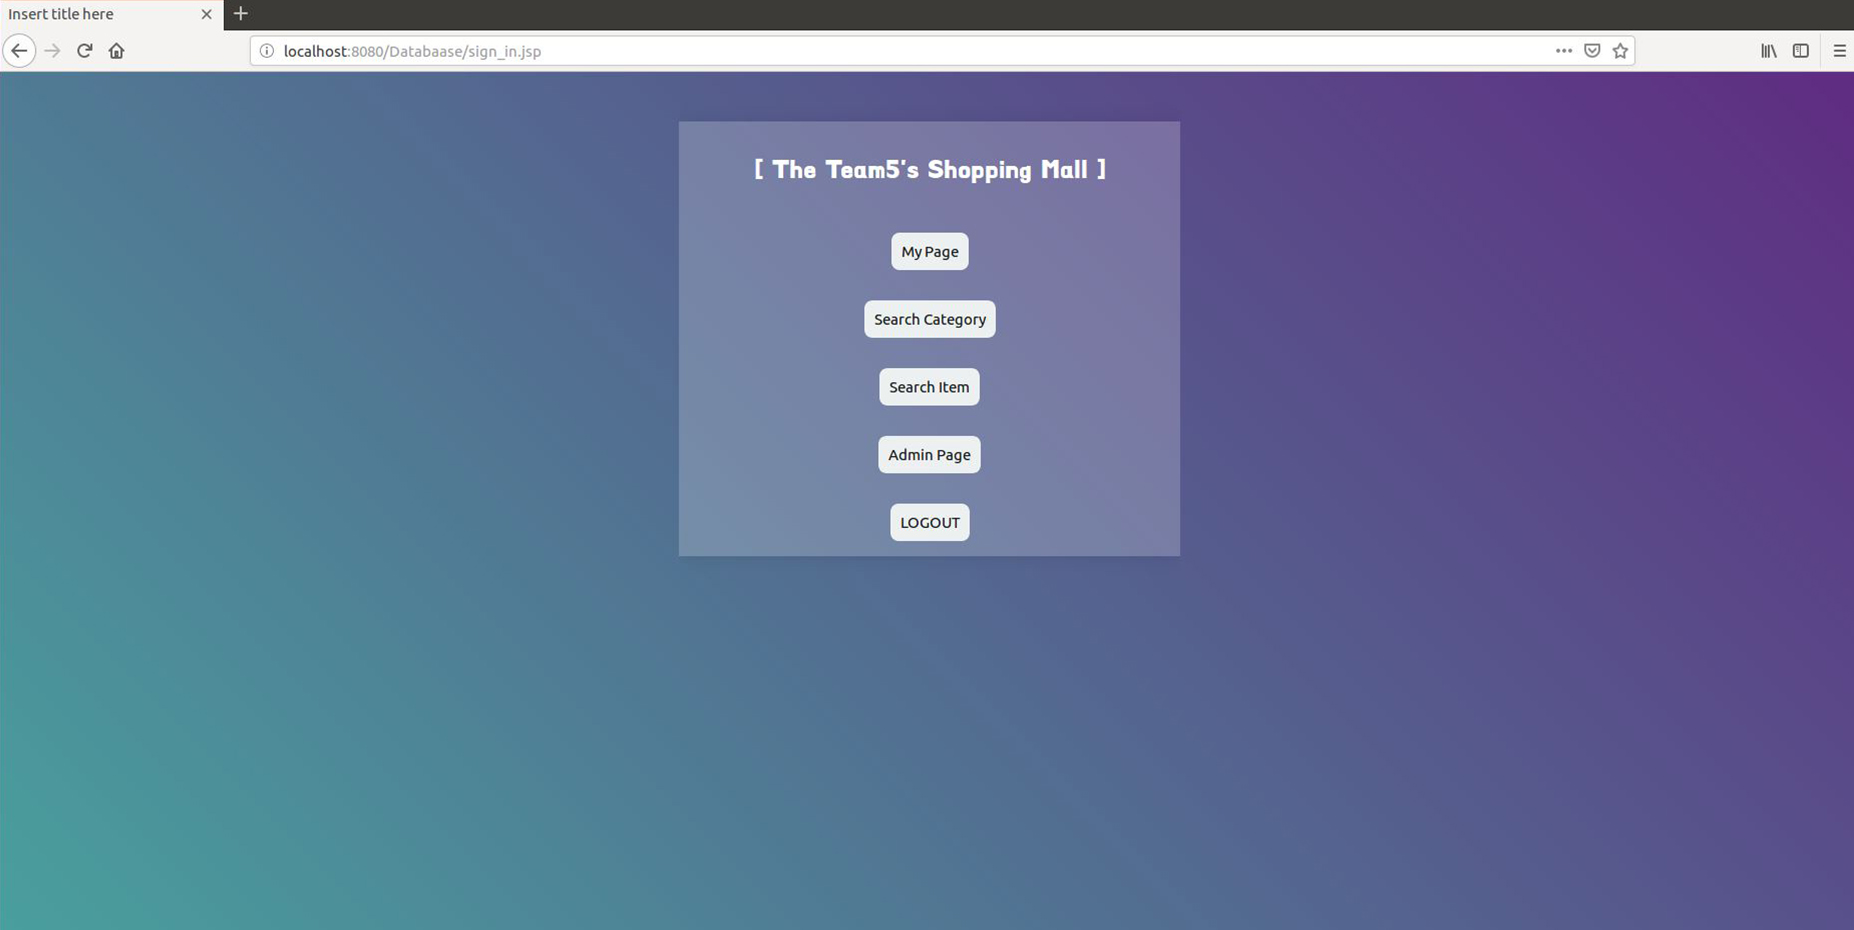 Insert title here
localhost:8080/Databaase/sign_in.jsp
[ The Team5's Shopping Mall ]
My Page
Search Category
Search Item
Admin Page
LOGOUT